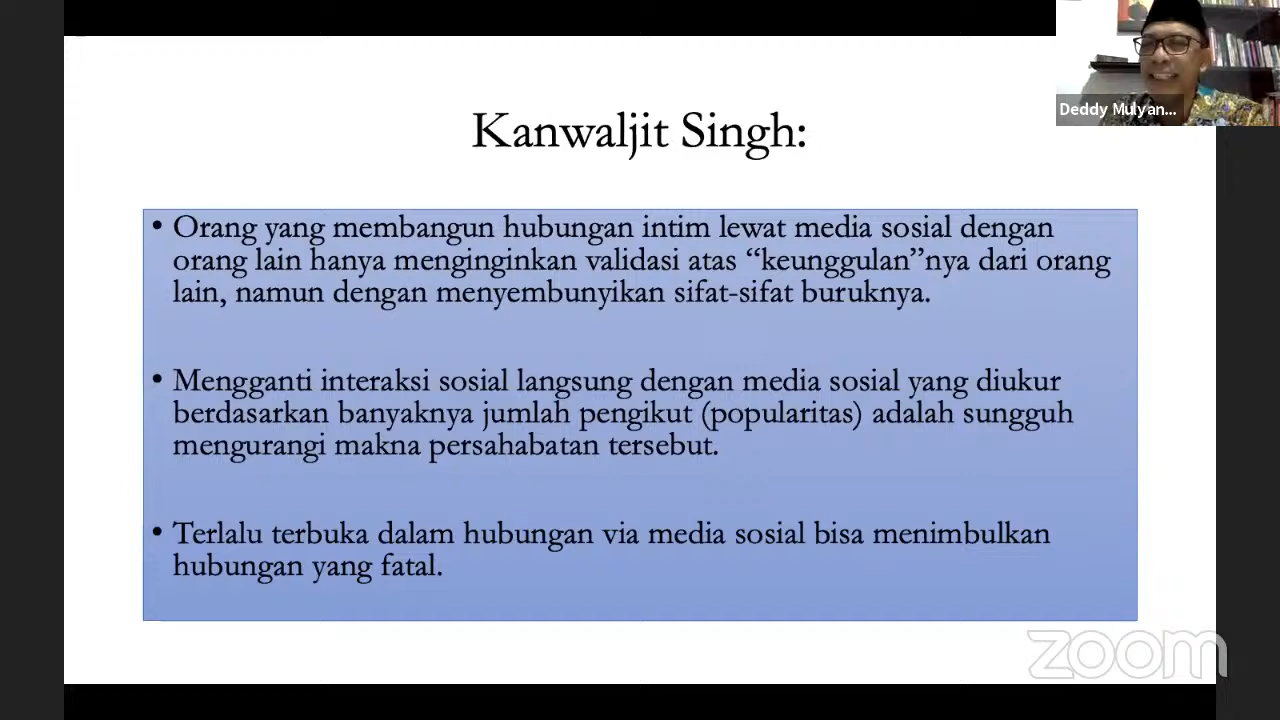 Deddy Mulyan...
Kanwaljit Singh:
• Orang yang membangun hubungan intim lewat media sosial dengan
orang lain hanya menginginkan validasi atas “keunggulan”nya dari orang
lain, namun dengan menyembunyikan sifat-sifat buruknya.
• Mengganti interaksi sosial langsung dengan media sosial yang diukur
berdasarkan banyaknya jumlah pengikut (popularitas) adalah sungguh
mengurangi makna persahabatan tersebut.
• Terlalu terbuka dalam hubungan via media sosial bisa menimbulkan
hubungan yang fatal.
zoom